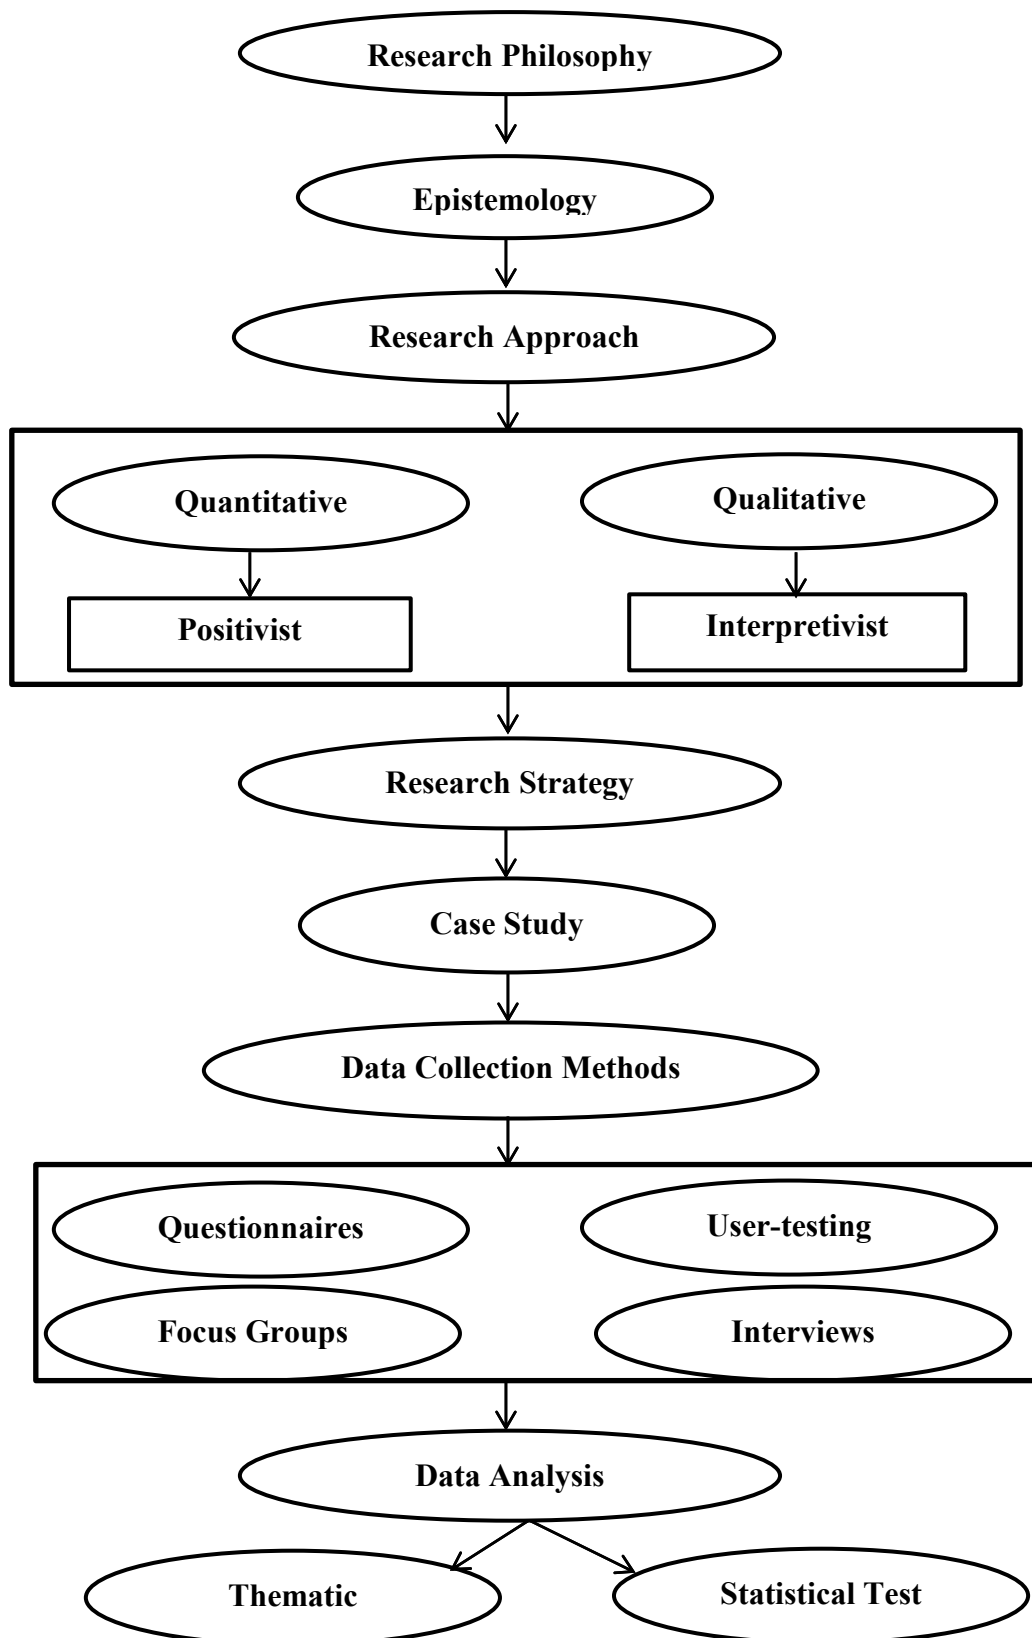 Research Philosophy
Epistemology
Research Approach
Quantitative
Qualitative
Positivist
Interpretivist
Research Strategy
Case Study
Data Collection Methods
Questionnaires
User-testing
Focus Groups
Interviews
Data Analysis
Thematic
Statistical Test